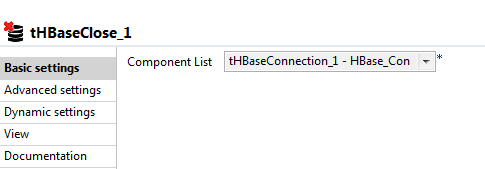 tHBaseClose_1
Basic settings
Component List tHBaseConnection_1 - HBase_Con *
Advanced settings
Dynamic settings
View
Documentation